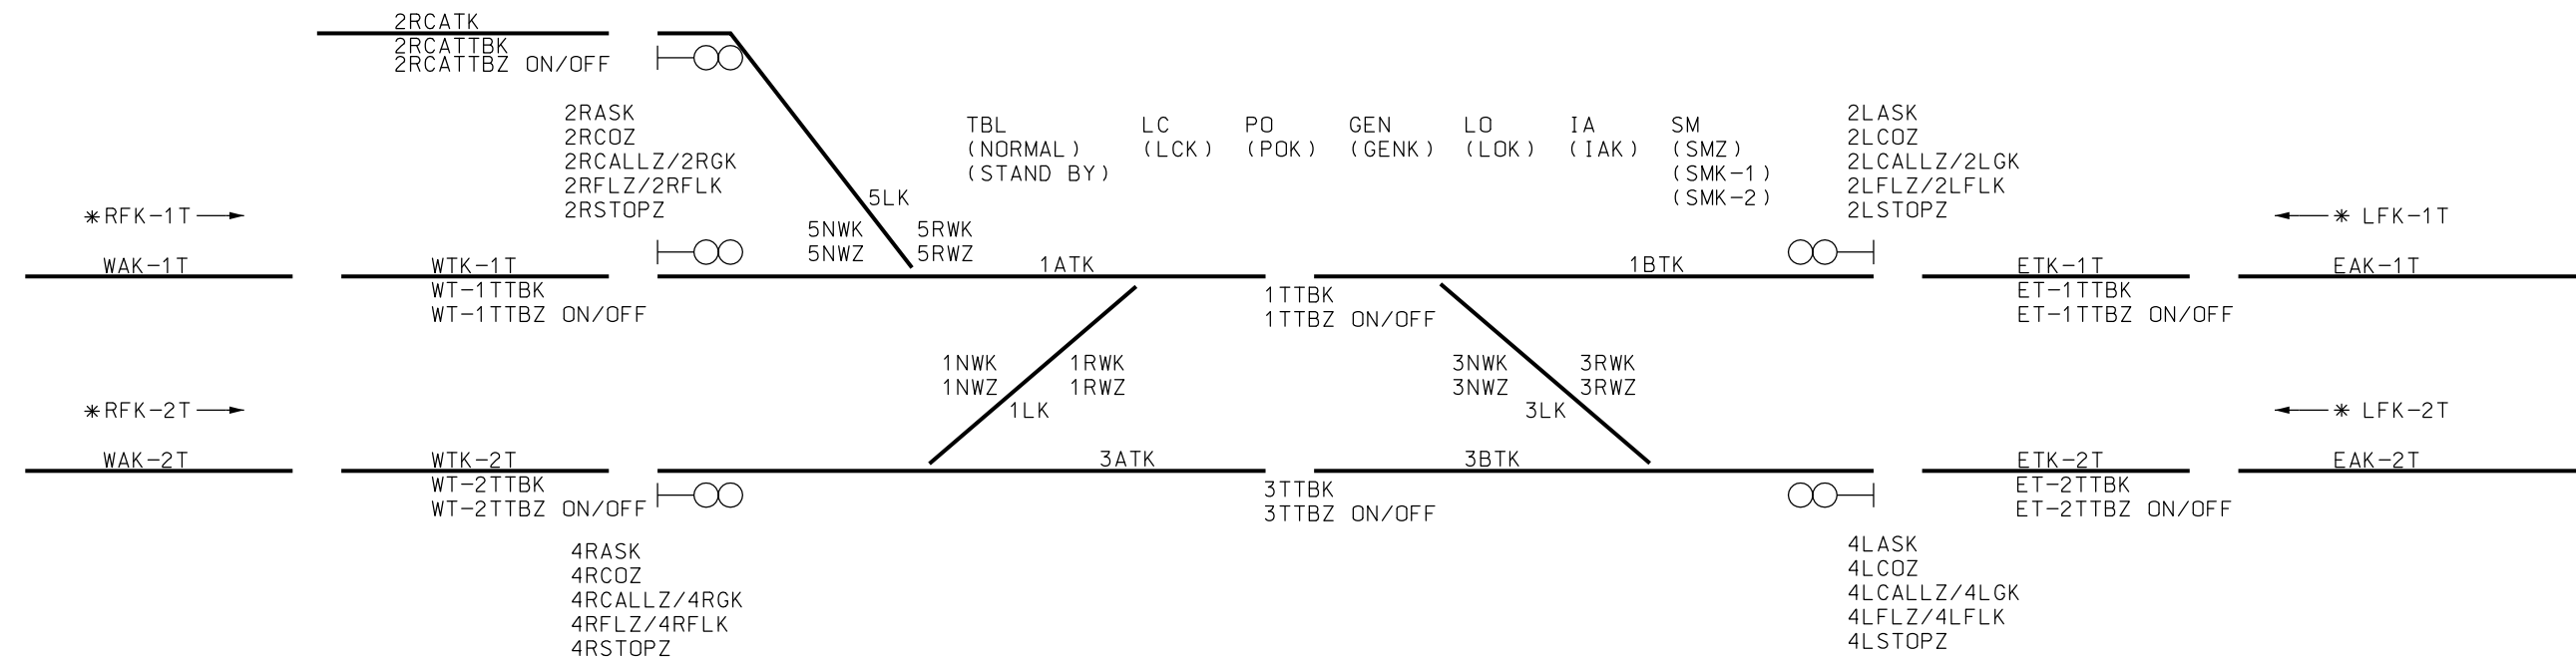 2RCATK
2RCATTBK
2RCATTBZ ON/OFF
2RASK
2RCOZ
2RCALLZ/2RGK
2RFLZ/2RFLK
2RSTOPZ
TBL
(NORMAL)
(STAND BY)
LC
(LCK)
PO
(POK)
GEN
(GENK)
LO
(LOK)
IA
(IAK)
SM
(SMZ)
(SMK-1)
(SMK-2)
2LASK
2LCOZ
2LCALLZ/2LGK
2LFLZ/2LFLK
2LSTOPZ
5LK
5NWK
5NWZ
5RWK
5RWZ
*RFK-1T
* LFK-1T
WAK-1T
WTK-1T
WT-1TTBK
WT-1TTBZ ON/OFF
1ATK
1TTBK
1TTBZ ON/OFF
1BTK
ETK-1T
ET-1TTBK
ET-1TTBZ ON/OFF
EAK-1T
1NWK
1NWZ
1RWK
1RWZ
1LK
3NWK
3NWZ
3RWK
3RWZ
3LK
*RFK-2T
* LFK-2T
WAK-2T
WTK-2T
WT-2TTBK
WT-2TTBZ ON/OFF
3ATK
3TTBK
3TTBZ ON/OFF
3BTK
ETK-2T
ET-2TTBK
ET-2TTBZ ON/OFF
EAK-2T
4RASK
4RCOZ
4RCALLZ/4RGK
4RFLZ/4RFLK
4RSTOPZ
4LASK
4LCOZ
4LCALLZ/4LGK
4LFLZ/4LFLK
4LSTOPZ